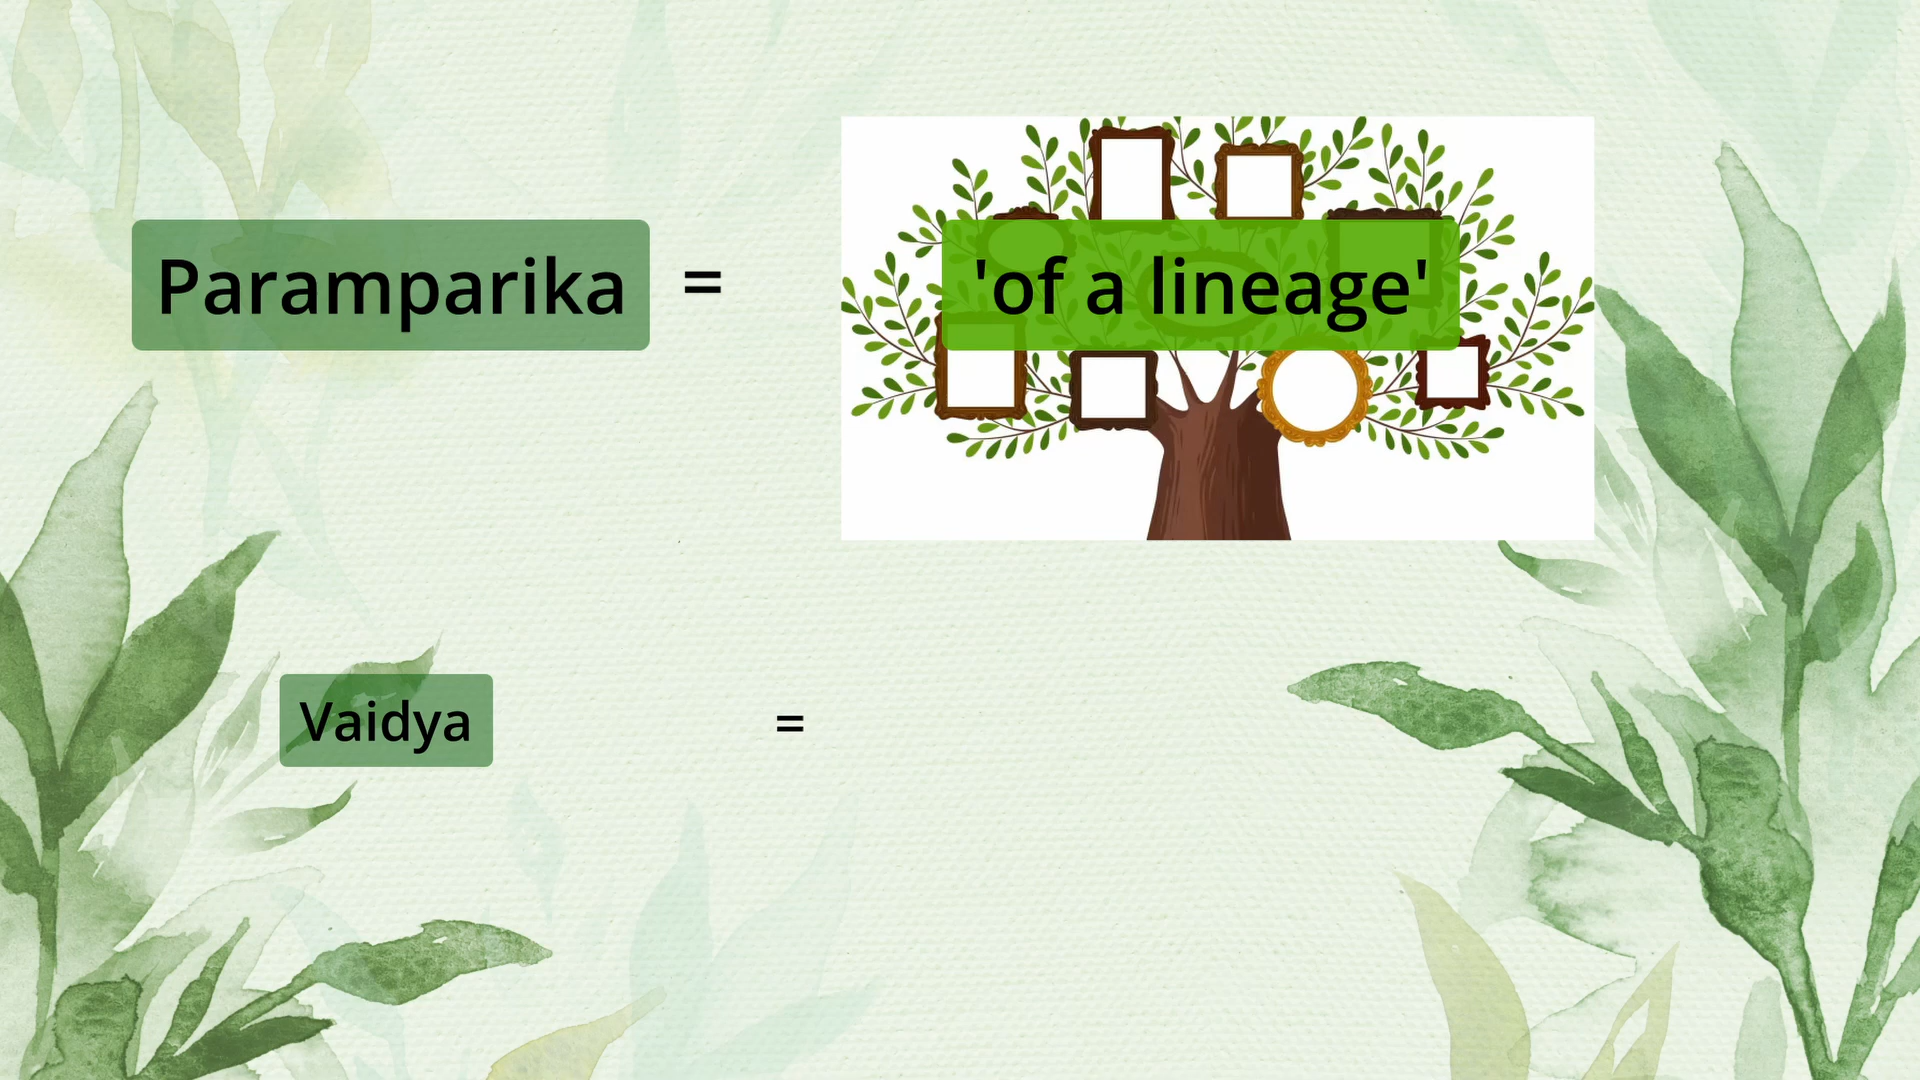 Paramparika = 'of a lineage'
Vaidya =